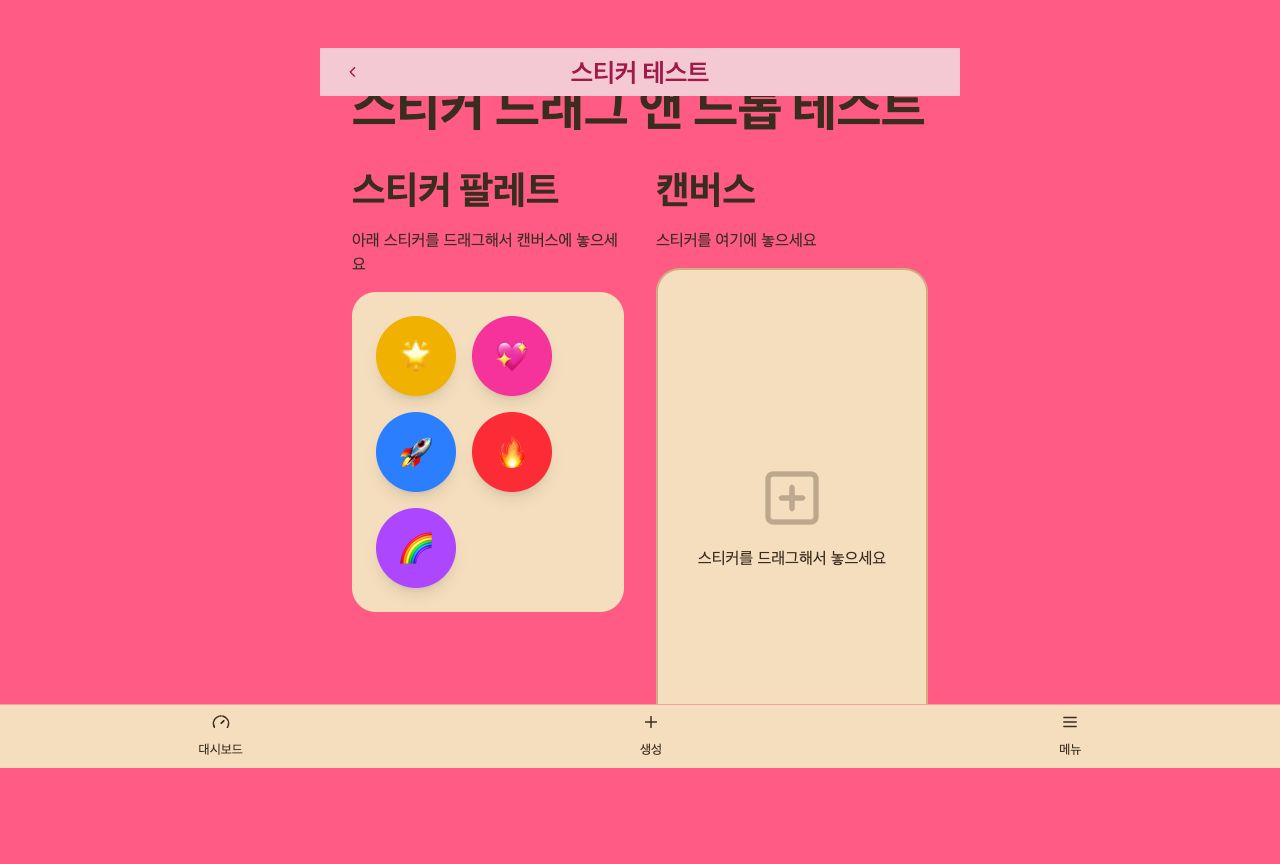 스티커 테스트
스티커 드래그 앤 드롭 테스트
스티커 팔레트
아래 스티커를 드래그해서 캔버스에 놓으세
요
캔버스
스티커를 여기에 놓으세요
스티커를 드래그해서 놓으세요
대시보드
생성
메뉴